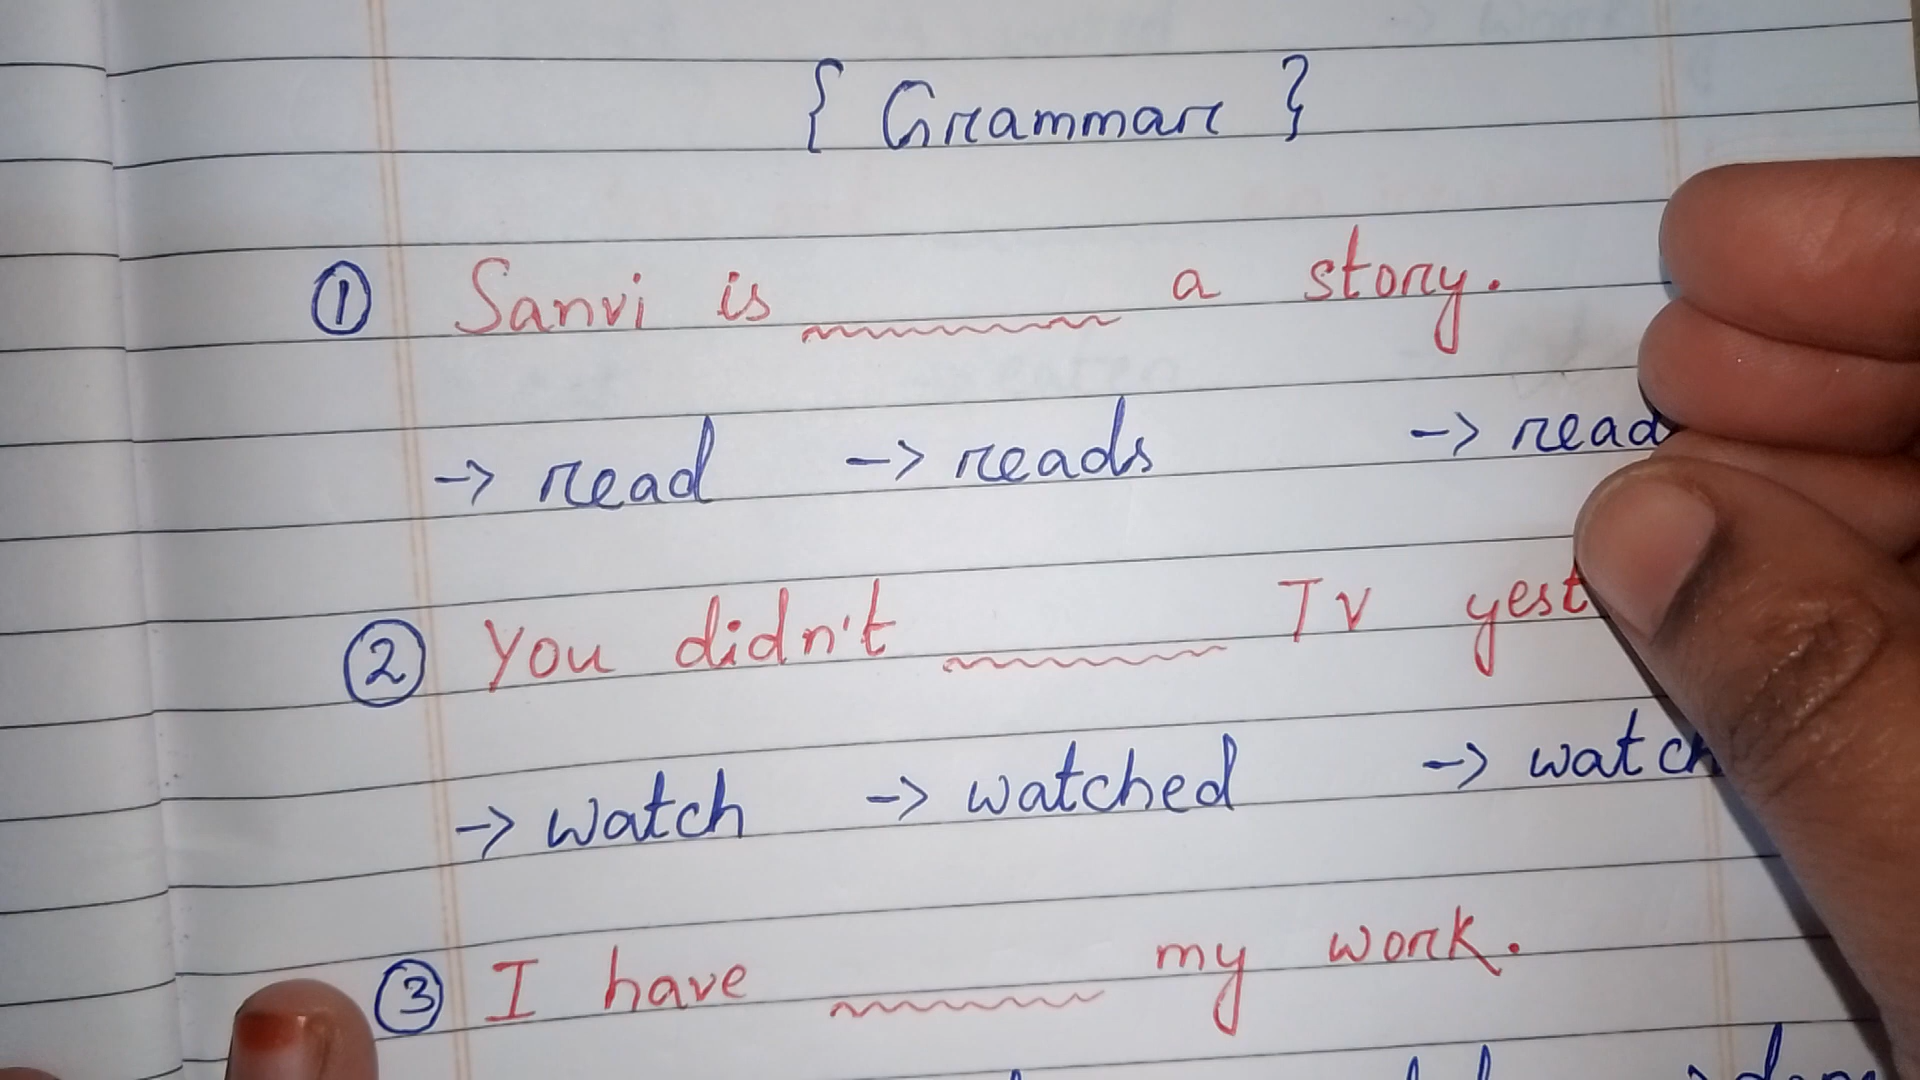 { Grammar }
① Sanvi is ________ a story.
-> read -> reads -> read
② You didn't ________ TV yest
-> watch -> watched -> watch
③ I have ________ my work.